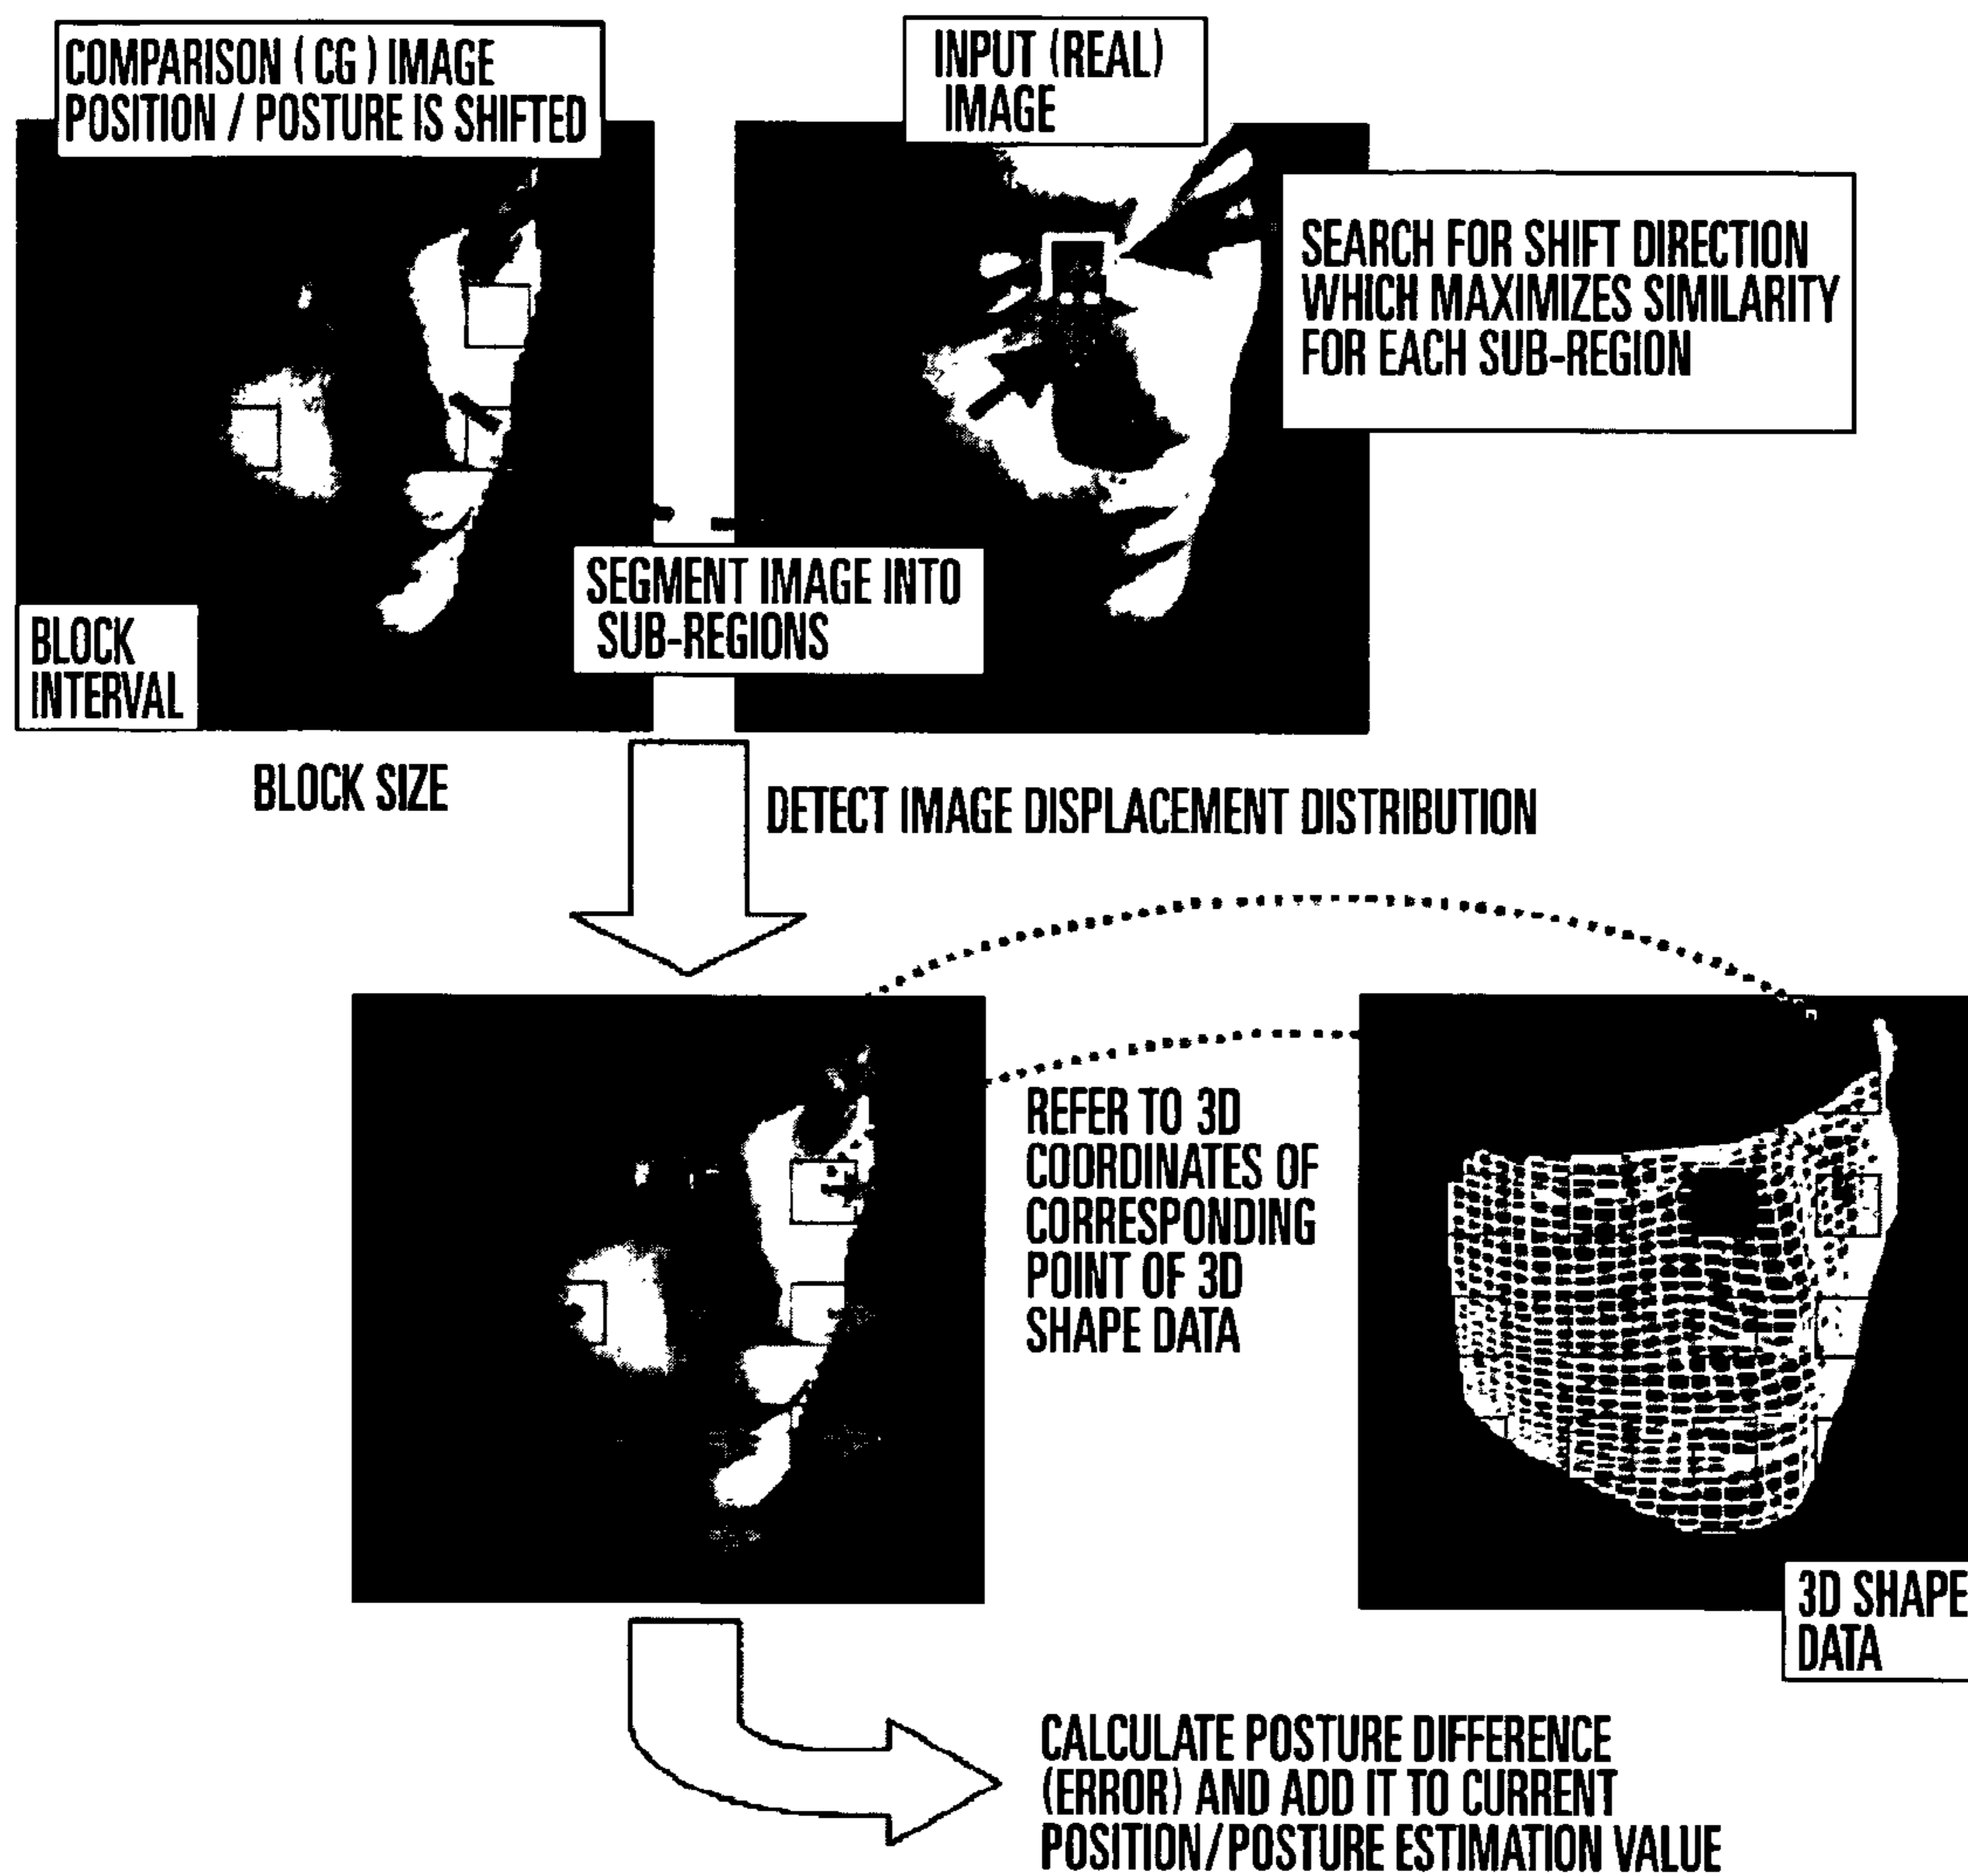 COMPARISON ( CG ) IMAGE
POSITION / POSTURE IS SHIFTED
INPUT (REAL)
IMAGE
SEARCH FOR SHIFT DIRECTION
WHICH MAXIMIZES SIMILARITY
FOR EACH SUB-REGION
SEGMENT IMAGE INTO
SUB-REGIONS
BLOCK
INTERVAL
BLOCK SIZE
DETECT IMAGE DISPLACEMENT DISTRIBUTION
REFER TO 3D
COORDINATES OF
CORRESPONDING
POINT OF 3D
SHAPE DATA
3D SHAPE
DATA
CALCULATE POSTURE DIFFERENCE
(ERROR) AND ADD IT TO CURRENT
POSITION/POSTURE ESTIMATION VALUE